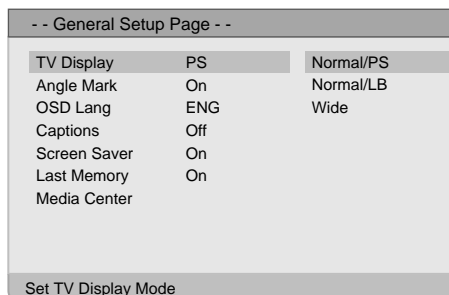 - - General Setup Page - -
TV Display PS Normal/PS
Angle Mark On Normal/LB
OSD Lang ENG Wide
Captions Off
Screen Saver On
Last Memory On
Media Center
Set TV Display Mode